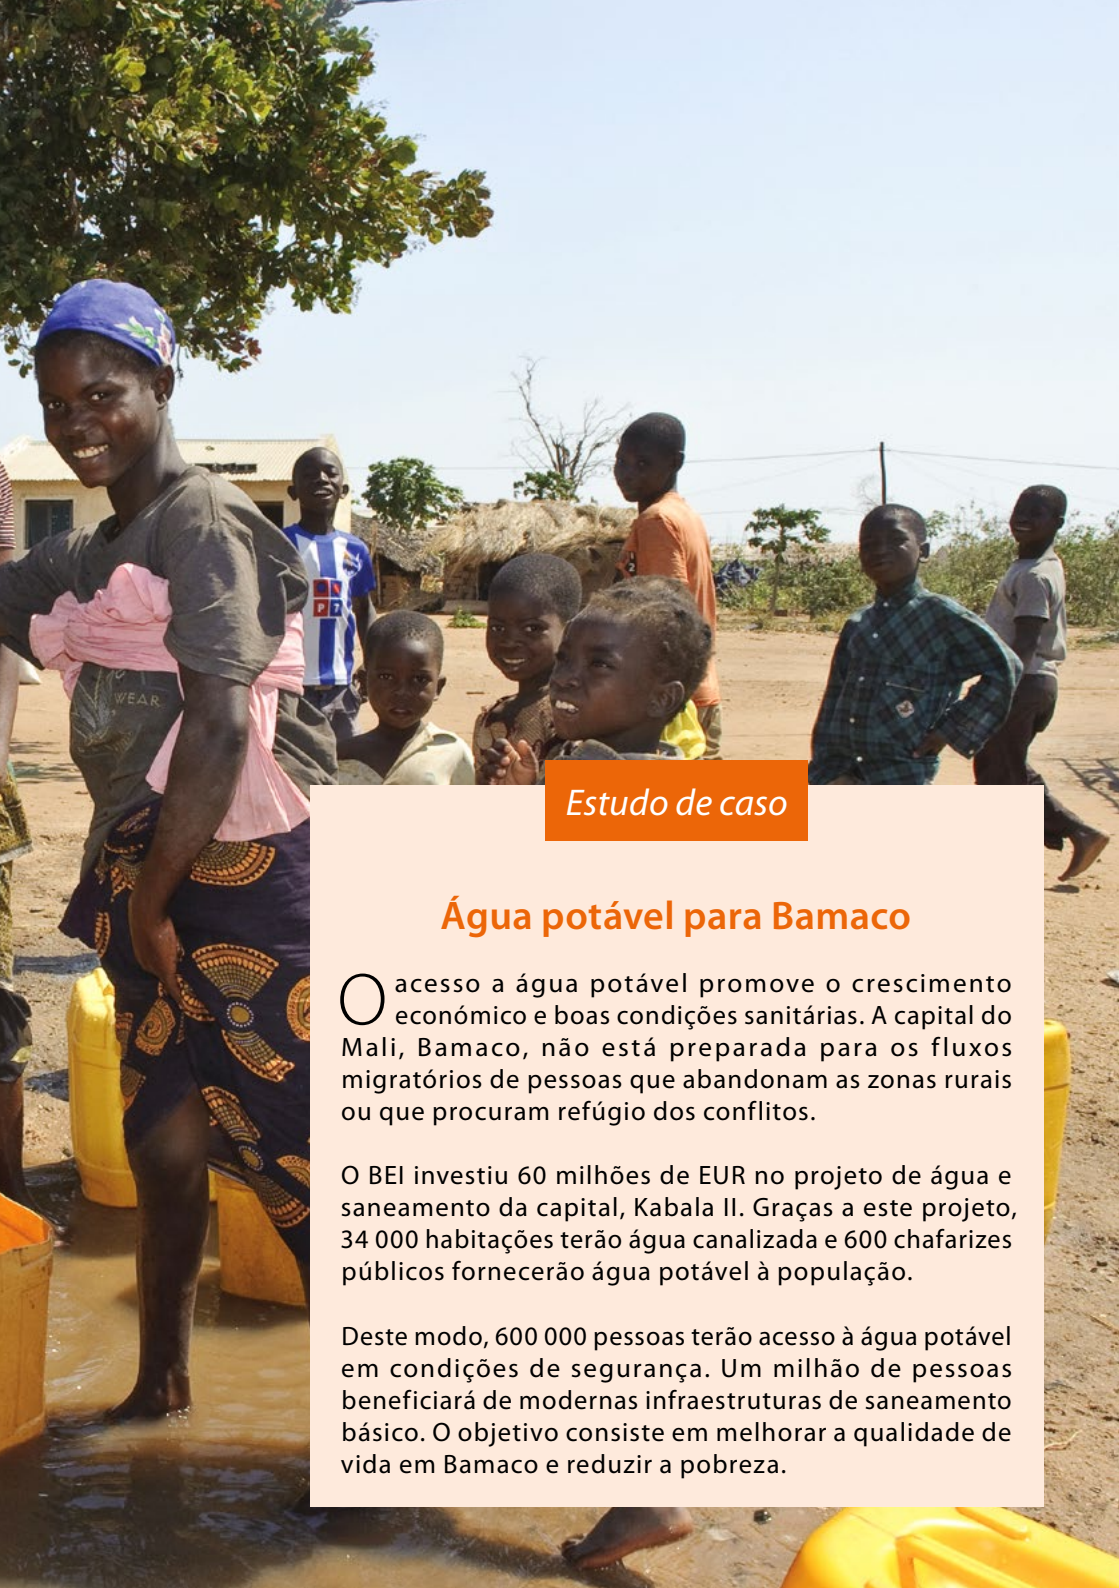 WEAR
Estudo de caso
Água potável para Bamaco
O acesso a água potável promove o crescimento
económico e boas condições sanitárias. A capital do
Mali, Bamaco, não está preparada para os fluxos
migratórios de pessoas que abandonam as zonas rurais
ou que procuram refúgio dos conflitos.
O BEI investiu 60 milhões de EUR no projeto de água e
saneamento da capital, Kabala II. Graças a este projeto,
34 000 habitações terão água canalizada e 600 chafarizes
públicos fornecerão água potável à população.
Deste modo, 600 000 pessoas terão acesso à água potável
em condições de segurança. Um milhão de pessoas
beneficiará de modernas infraestruturas de saneamento
básico. O objetivo consiste em melhorar a qualidade de
vida em Bamaco e reduzir a pobreza.